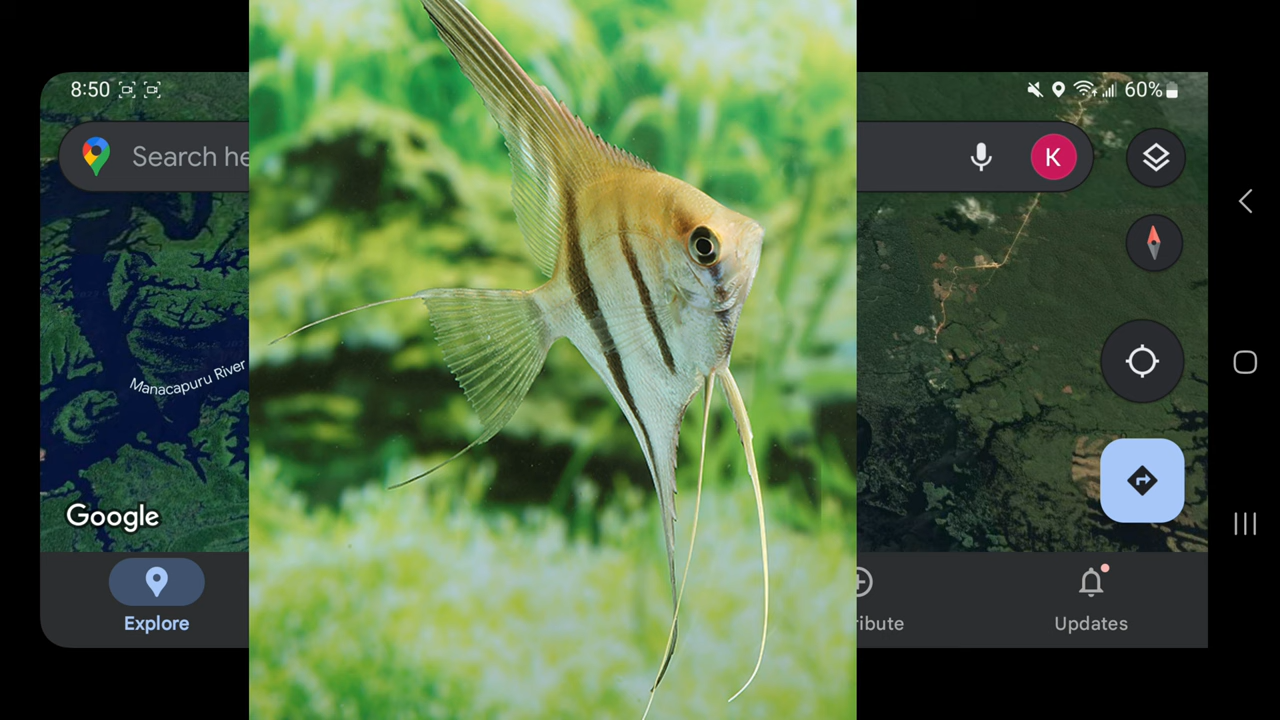 8:50
60%
Search he
K
Manacapuru River
Google
Explore
ribute
Updates